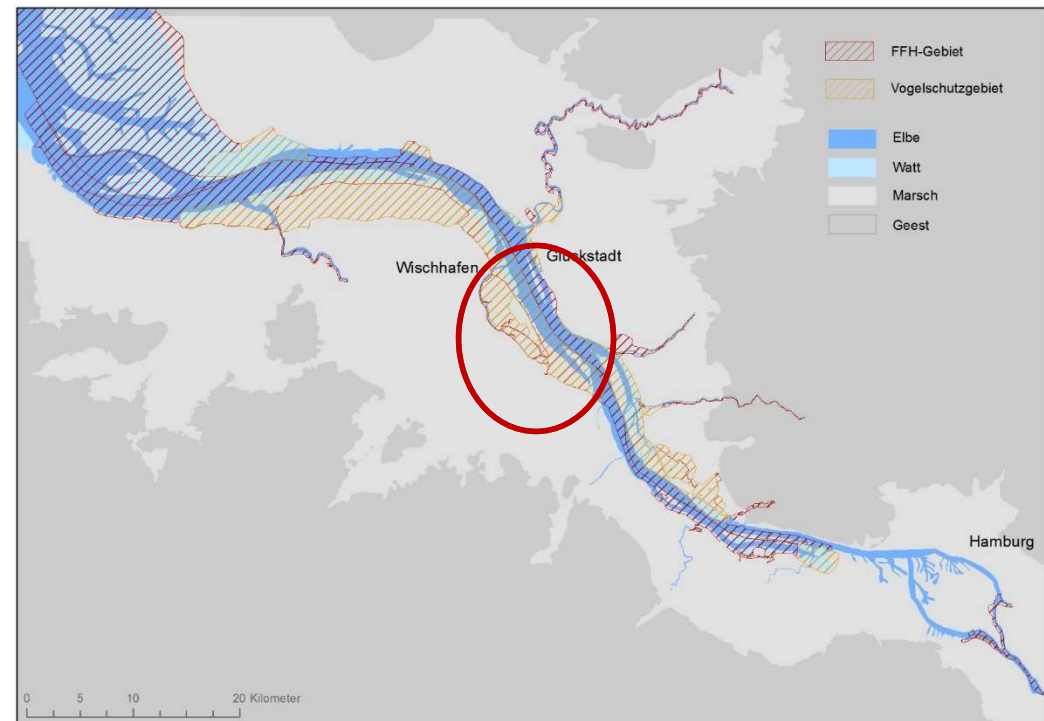 FFH-Gebiet
Vogelschutzgebiet
Elbe
Watt
Marsch
Geest
Glückstadt
Wischhafen
Hamburg
0 5 10 20 Kilometer